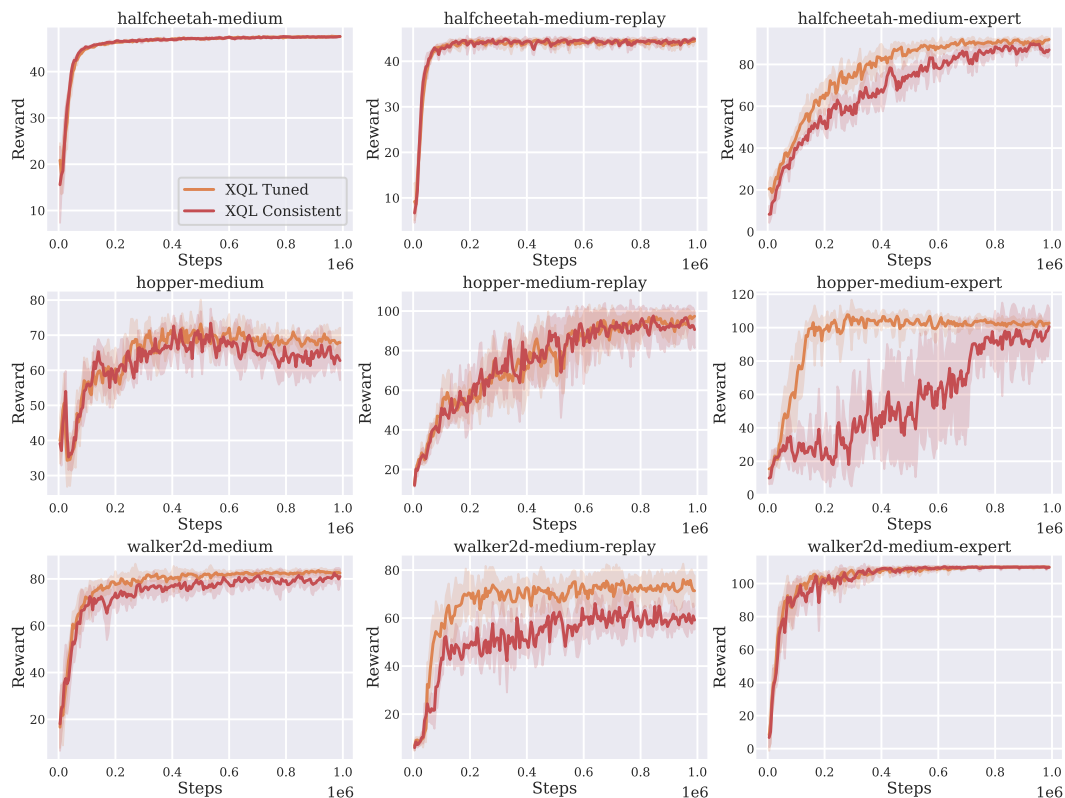 halfcheetah-medium
halfcheetah-medium-replay
halfcheetah-medium-expert
Reward
40
30
20
10
XQL Tuned
XQL Consistent
0.0 0.2 0.4 0.6 0.8 1.0
Steps
1e6
Reward
40
30
20
10
0.0 0.2 0.4 0.6 0.8 1.0
Steps
1e6
Reward
80
60
40
20
0
0.0 0.2 0.4 0.6 0.8 1.0
Steps
1e6
hopper-medium
hopper-medium-replay
hopper-medium-expert
Reward
80
70
60
50
40
30
0.0 0.2 0.4 0.6 0.8 1.0
Steps
1e6
Reward
100
80
60
40
20
0.0 0.2 0.4 0.6 0.8 1.0
Steps
1e6
Reward
120
100
80
60
40
20
0
0.0 0.2 0.4 0.6 0.8 1.0
Steps
1e6
walker2d-medium
walker2d-medium-replay
walker2d-medium-expert
Reward
80
60
40
20
0.0 0.2 0.4 0.6 0.8 1.0
Steps
1e6
Reward
80
60
40
20
0.0 0.2 0.4 0.6 0.8 1.0
Steps
1e6
Reward
100
80
60
40
20
0
0.0 0.2 0.4 0.6 0.8 1.0
Steps
1e6